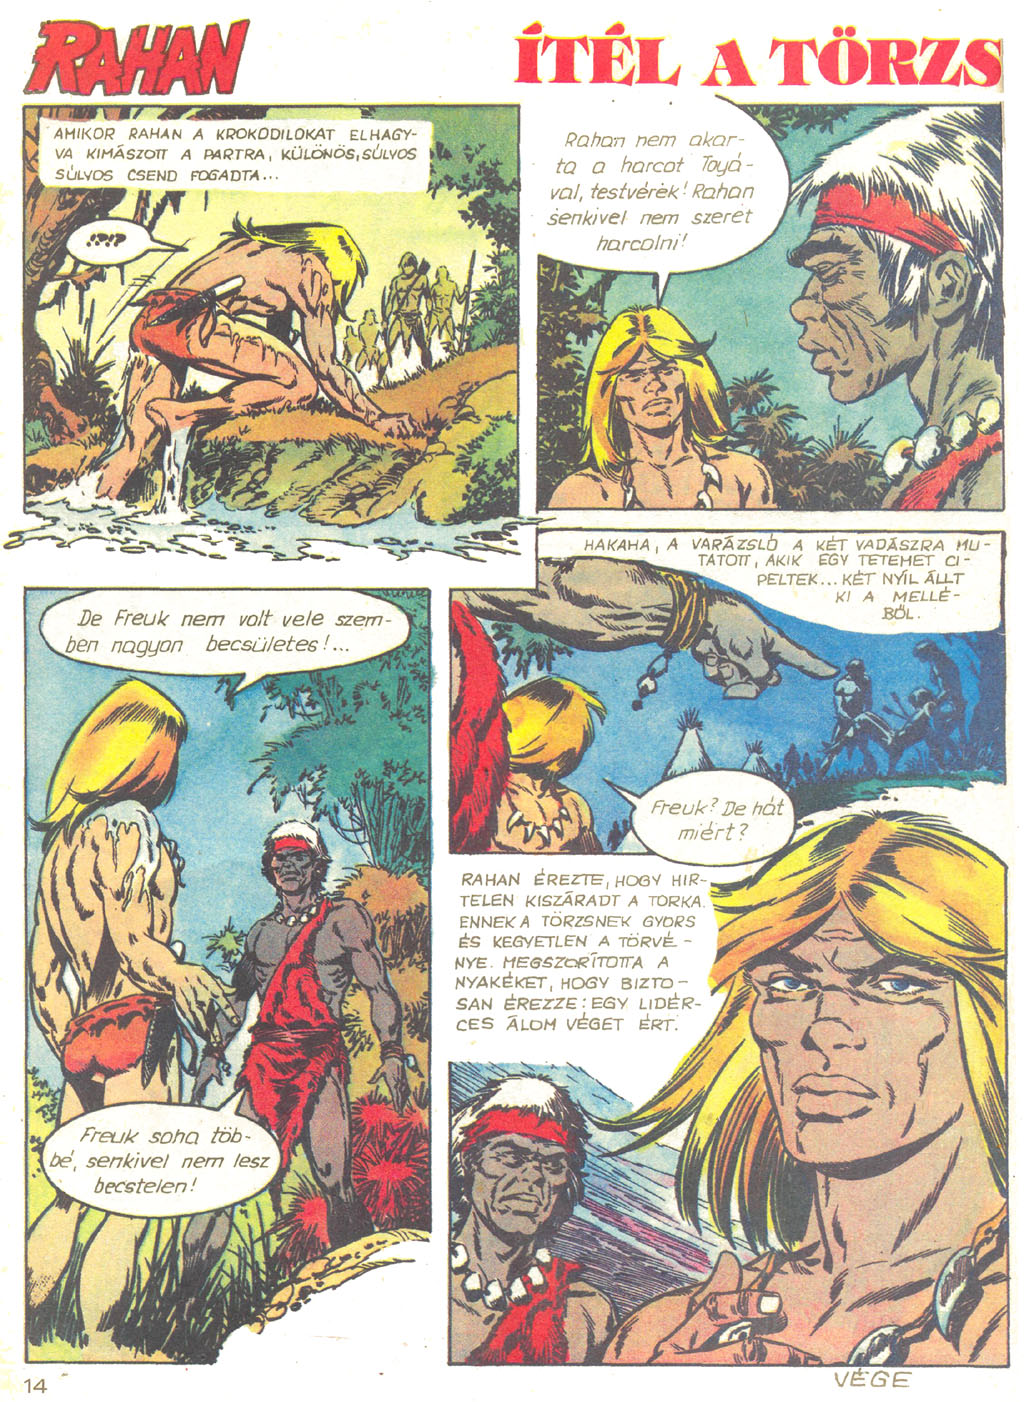 RAHAN
ÍTÉL A TÖRZS
AMIKOR RAHAN A KROKODILOKAT ELHAGY-
VA KIMÁSZOTT A PARTRA, KÜLÖNÖS, SÚLYOS
SÚLYOS CSEND FOGADTA...
?!?!?
Rahan nem akar-
ta a harcot Toyá-
val, testvérek! Rahan
senkivel nem szeret
harcolni!
De Freuk nem volt vele szem-
ben nagyon becsületes!...
Freuk soha töb-
bé, senkivel nem lesz
becstelen!
HAKAHA, A VARÁZSLÓ A KÉT VADÁSZRA MU-
TATOTT, AKIK EGY TETEMET CI-
PELTEK... KÉT NYÍL ÁLLT
KI A MELLÉ-
BŐL.
Freuk? De hát
miért?
RAHAN ÉREZTE, HOGY HIR-
TELEN KISZÁRADT A TORKA.
ENNEK A TÖRZSNEK GYORS
ÉS KEGYETLEN A TÖRVÉ-
NYE. MEGSZORÍTOTTA A
NYAKÉKET, HOGY BIZTO-
SAN ÉREZZE: EGY LIDÉR-
CES ÁLOM VÉGET ÉRT.
14
VÉGE